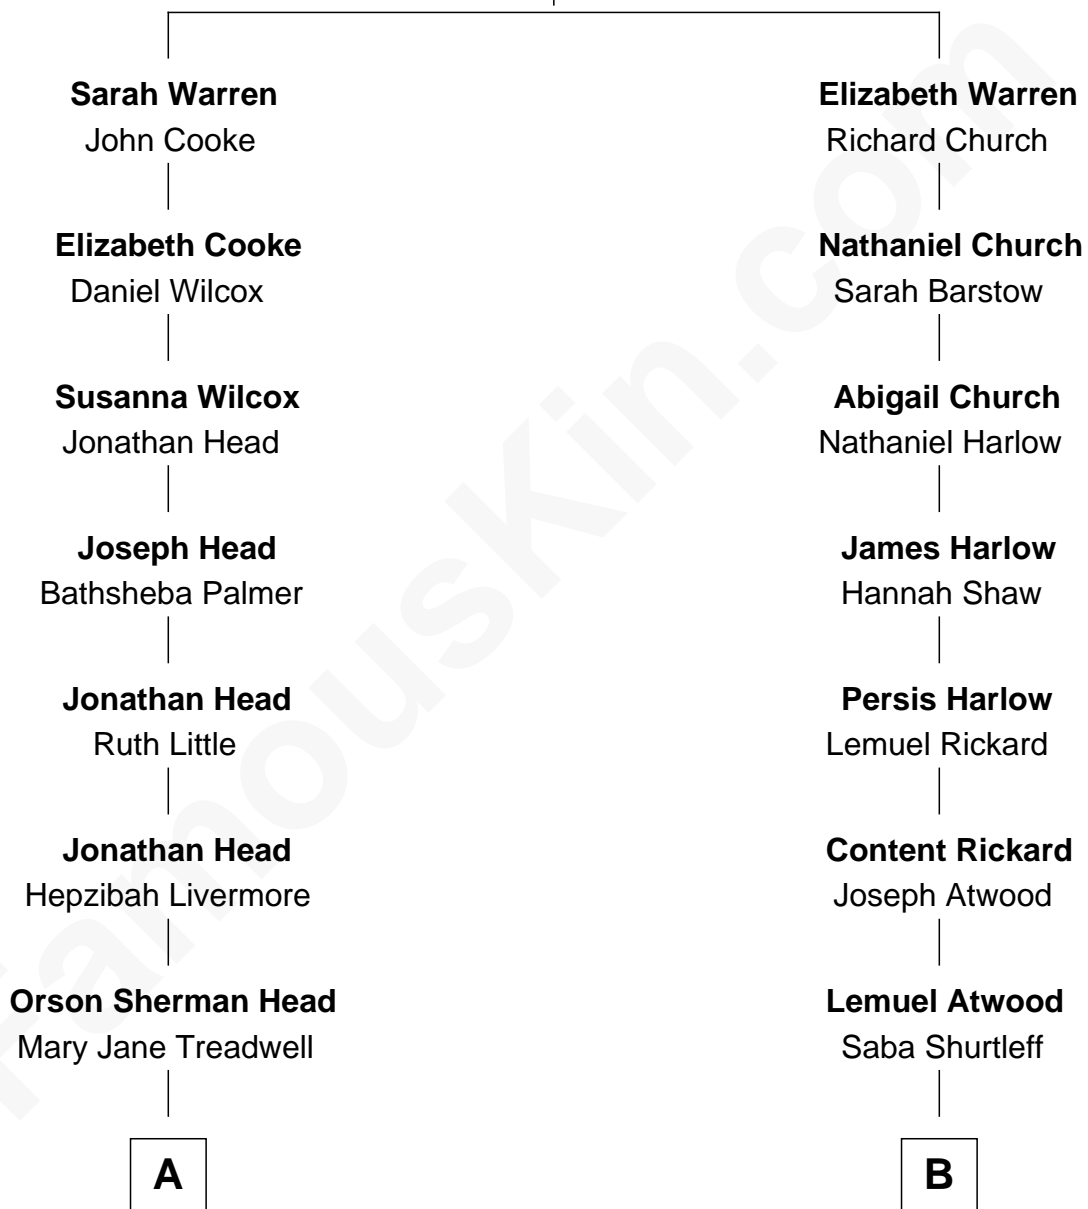 Sarah Warren
John Cooke
Elizabeth Cooke
Daniel Wilcox
Susanna Wilcox
Jonathan Head
Joseph Head
Bathsheba Palmer
Jonathan Head
Ruth Little
Jonathan Head
Hepzibah Livermore
Orson Sherman Head
Mary Jane Treadwell
A
Elizabeth Warren
Richard Church
Nathaniel Church
Sarah Barstow
Abigail Church
Nathaniel Harlow
James Harlow
Hannah Shaw
Persis Harlow
Lemuel Rickard
Content Rickard
Joseph Atwood
Lemuel Atwood
Saba Shurtleff
B
FamousKin.com